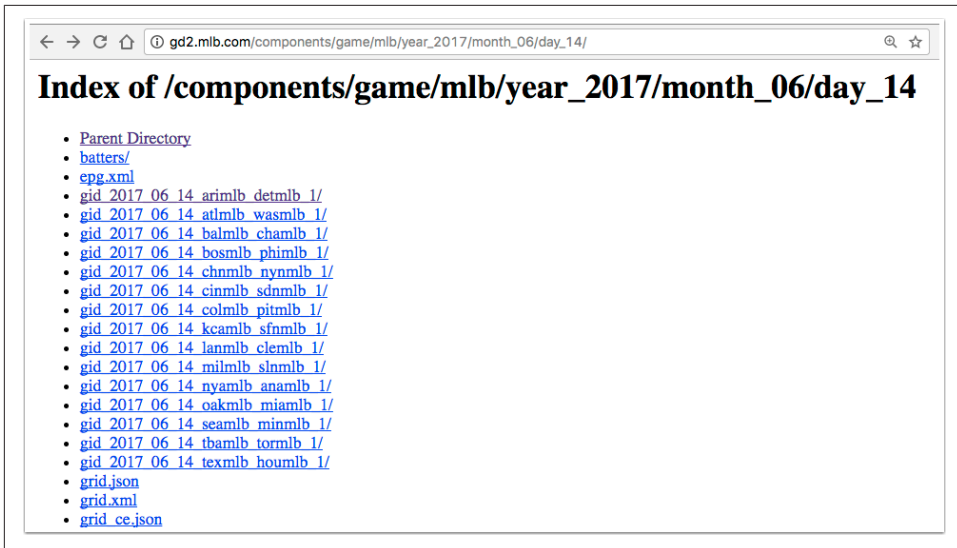 gd2.mlb.com/components/game/mlb/year_2017/month_06/day_14/
Index of /components/game/mlb/year_2017/month_06/day_14
• Parent Directory
• batters/
• epg.xml
• gid_2017_06_14_arimlb_detmlb_1/
• gid_2017_06_14_atlmlb_wasmlb_1/
• gid_2017_06_14_balmlb_chamlb_1/
• gid_2017_06_14_bosmlb_phimlb_1/
• gid_2017_06_14_chnmlb_nynmlb_1/
• gid_2017_06_14_cinmlb_sdnmlb_1/
• gid_2017_06_14_colmlb_pitmlb_1/
• gid_2017_06_14_kcamlb_sfnmlb_1/
• gid_2017_06_14_lanmlb_clemlb_1/
• gid_2017_06_14_milmlb_slnmlb_1/
• gid_2017_06_14_nyamlb_anamlb_1/
• gid_2017_06_14_oakmlb_miamlb_1/
• gid_2017_06_14_seamlb_minmlb_1/
• gid_2017_06_14_tbamlb_tormlb_1/
• gid_2017_06_14_texmlb_houmlb_1/
• grid.json
• grid.xml
• grid_ce.json